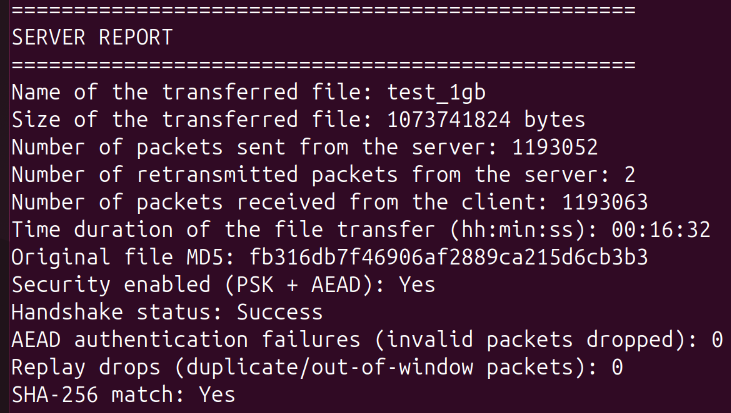 ==================================================
SERVER REPORT
==================================================
Name of the transferred file: test_1gb
Size of the transferred file: 1073741824 bytes
Number of packets sent from the server: 1193052
Number of retransmitted packets from the server: 2
Number of packets received from the client: 1193063
Time duration of the file transfer (hh:min:ss): 00:16:32
Original file MD5: fb316db7f46906af2889ca215d6cb3b3
Security enabled (PSK + AEAD): Yes
Handshake status: Success
AEAD authentication failures (invalid packets dropped): 0
Replay drops (duplicate/out-of-window packets): 0
SHA-256 match: Yes